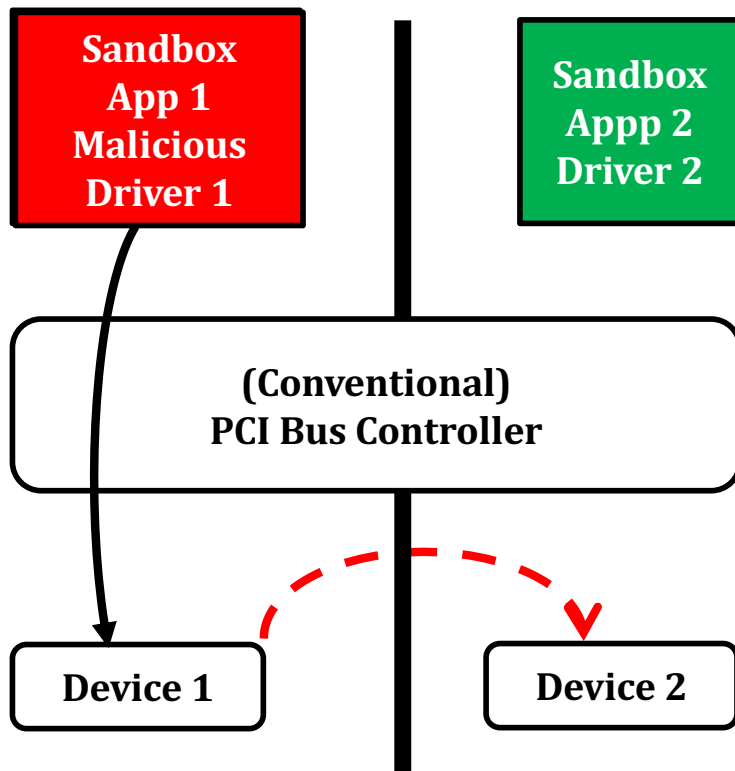 Sandbox
App 1
Malicious
Driver 1
Sandbox
Appp 2
Driver 2
(Conventional)
PCI Bus Controller
Device 1
Device 2